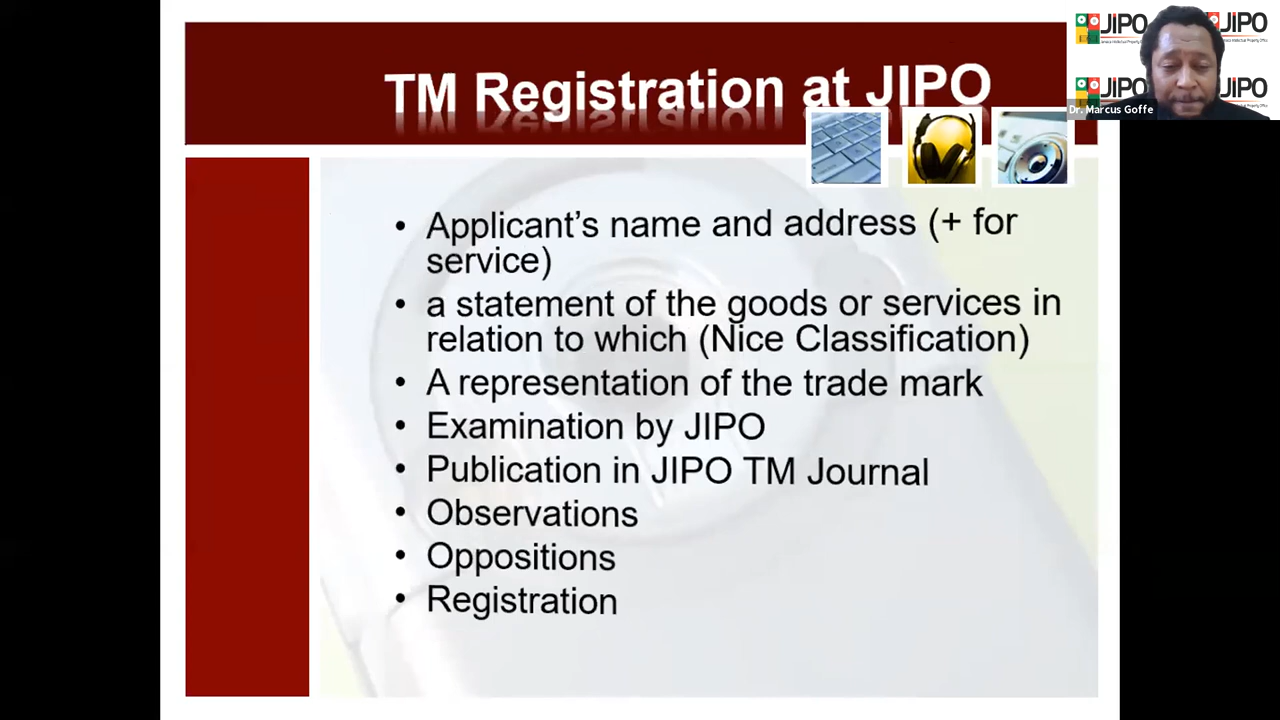 TM Registration at JIPO
JIPO
JIPO
JIPO
JIPO
Dr. Marcus Goffe
• Applicant’s name and address (+ for
service)
• a statement of the goods or services in
relation to which (Nice Classification)
• A representation of the trade mark
• Examination by JIPO
• Publication in JIPO TM Journal
• Observations
• Oppositions
• Registration